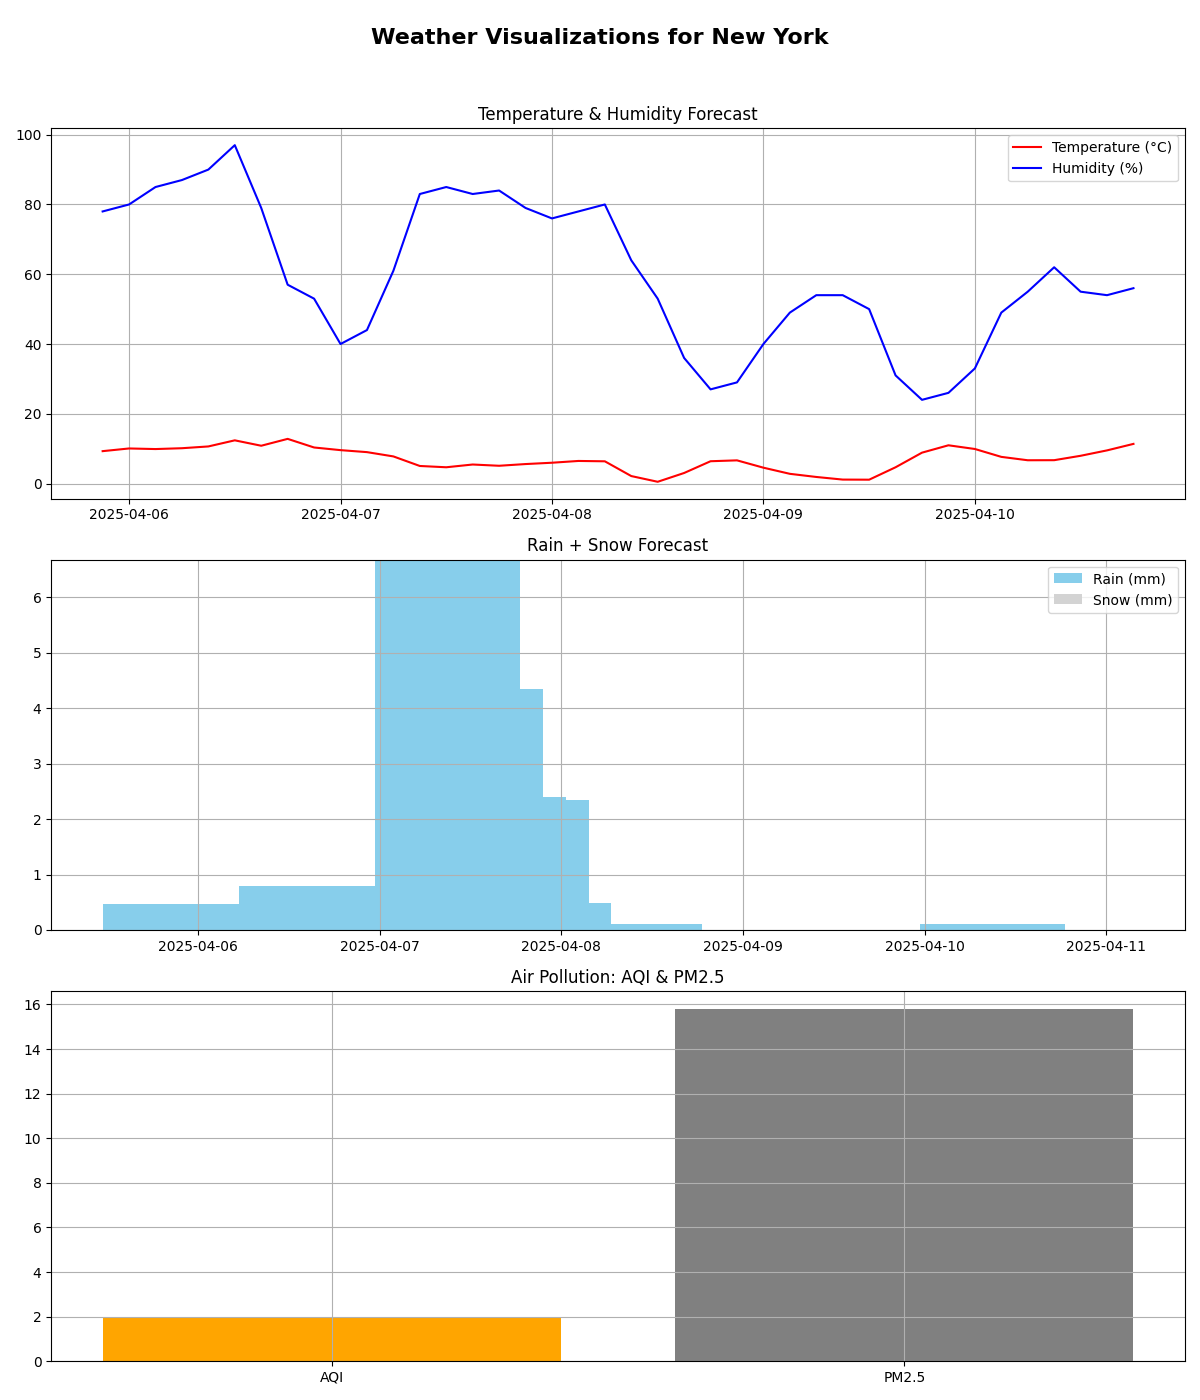 Weather Visualizations for New York
Temperature & Humidity Forecast
100
80
60
40
20
0
Temperature (°C)
Humidity (%)
2025-04-06 2025-04-07 2025-04-08 2025-04-09 2025-04-10
Rain + Snow Forecast
6
5
4
3
2
1
0
Rain (mm)
Snow (mm)
2025-04-06 2025-04-07 2025-04-08 2025-04-09 2025-04-10 2025-04-11
Air Pollution: AQI & PM2.5
16
14
12
10
8
6
4
2
0
AQI PM2.5